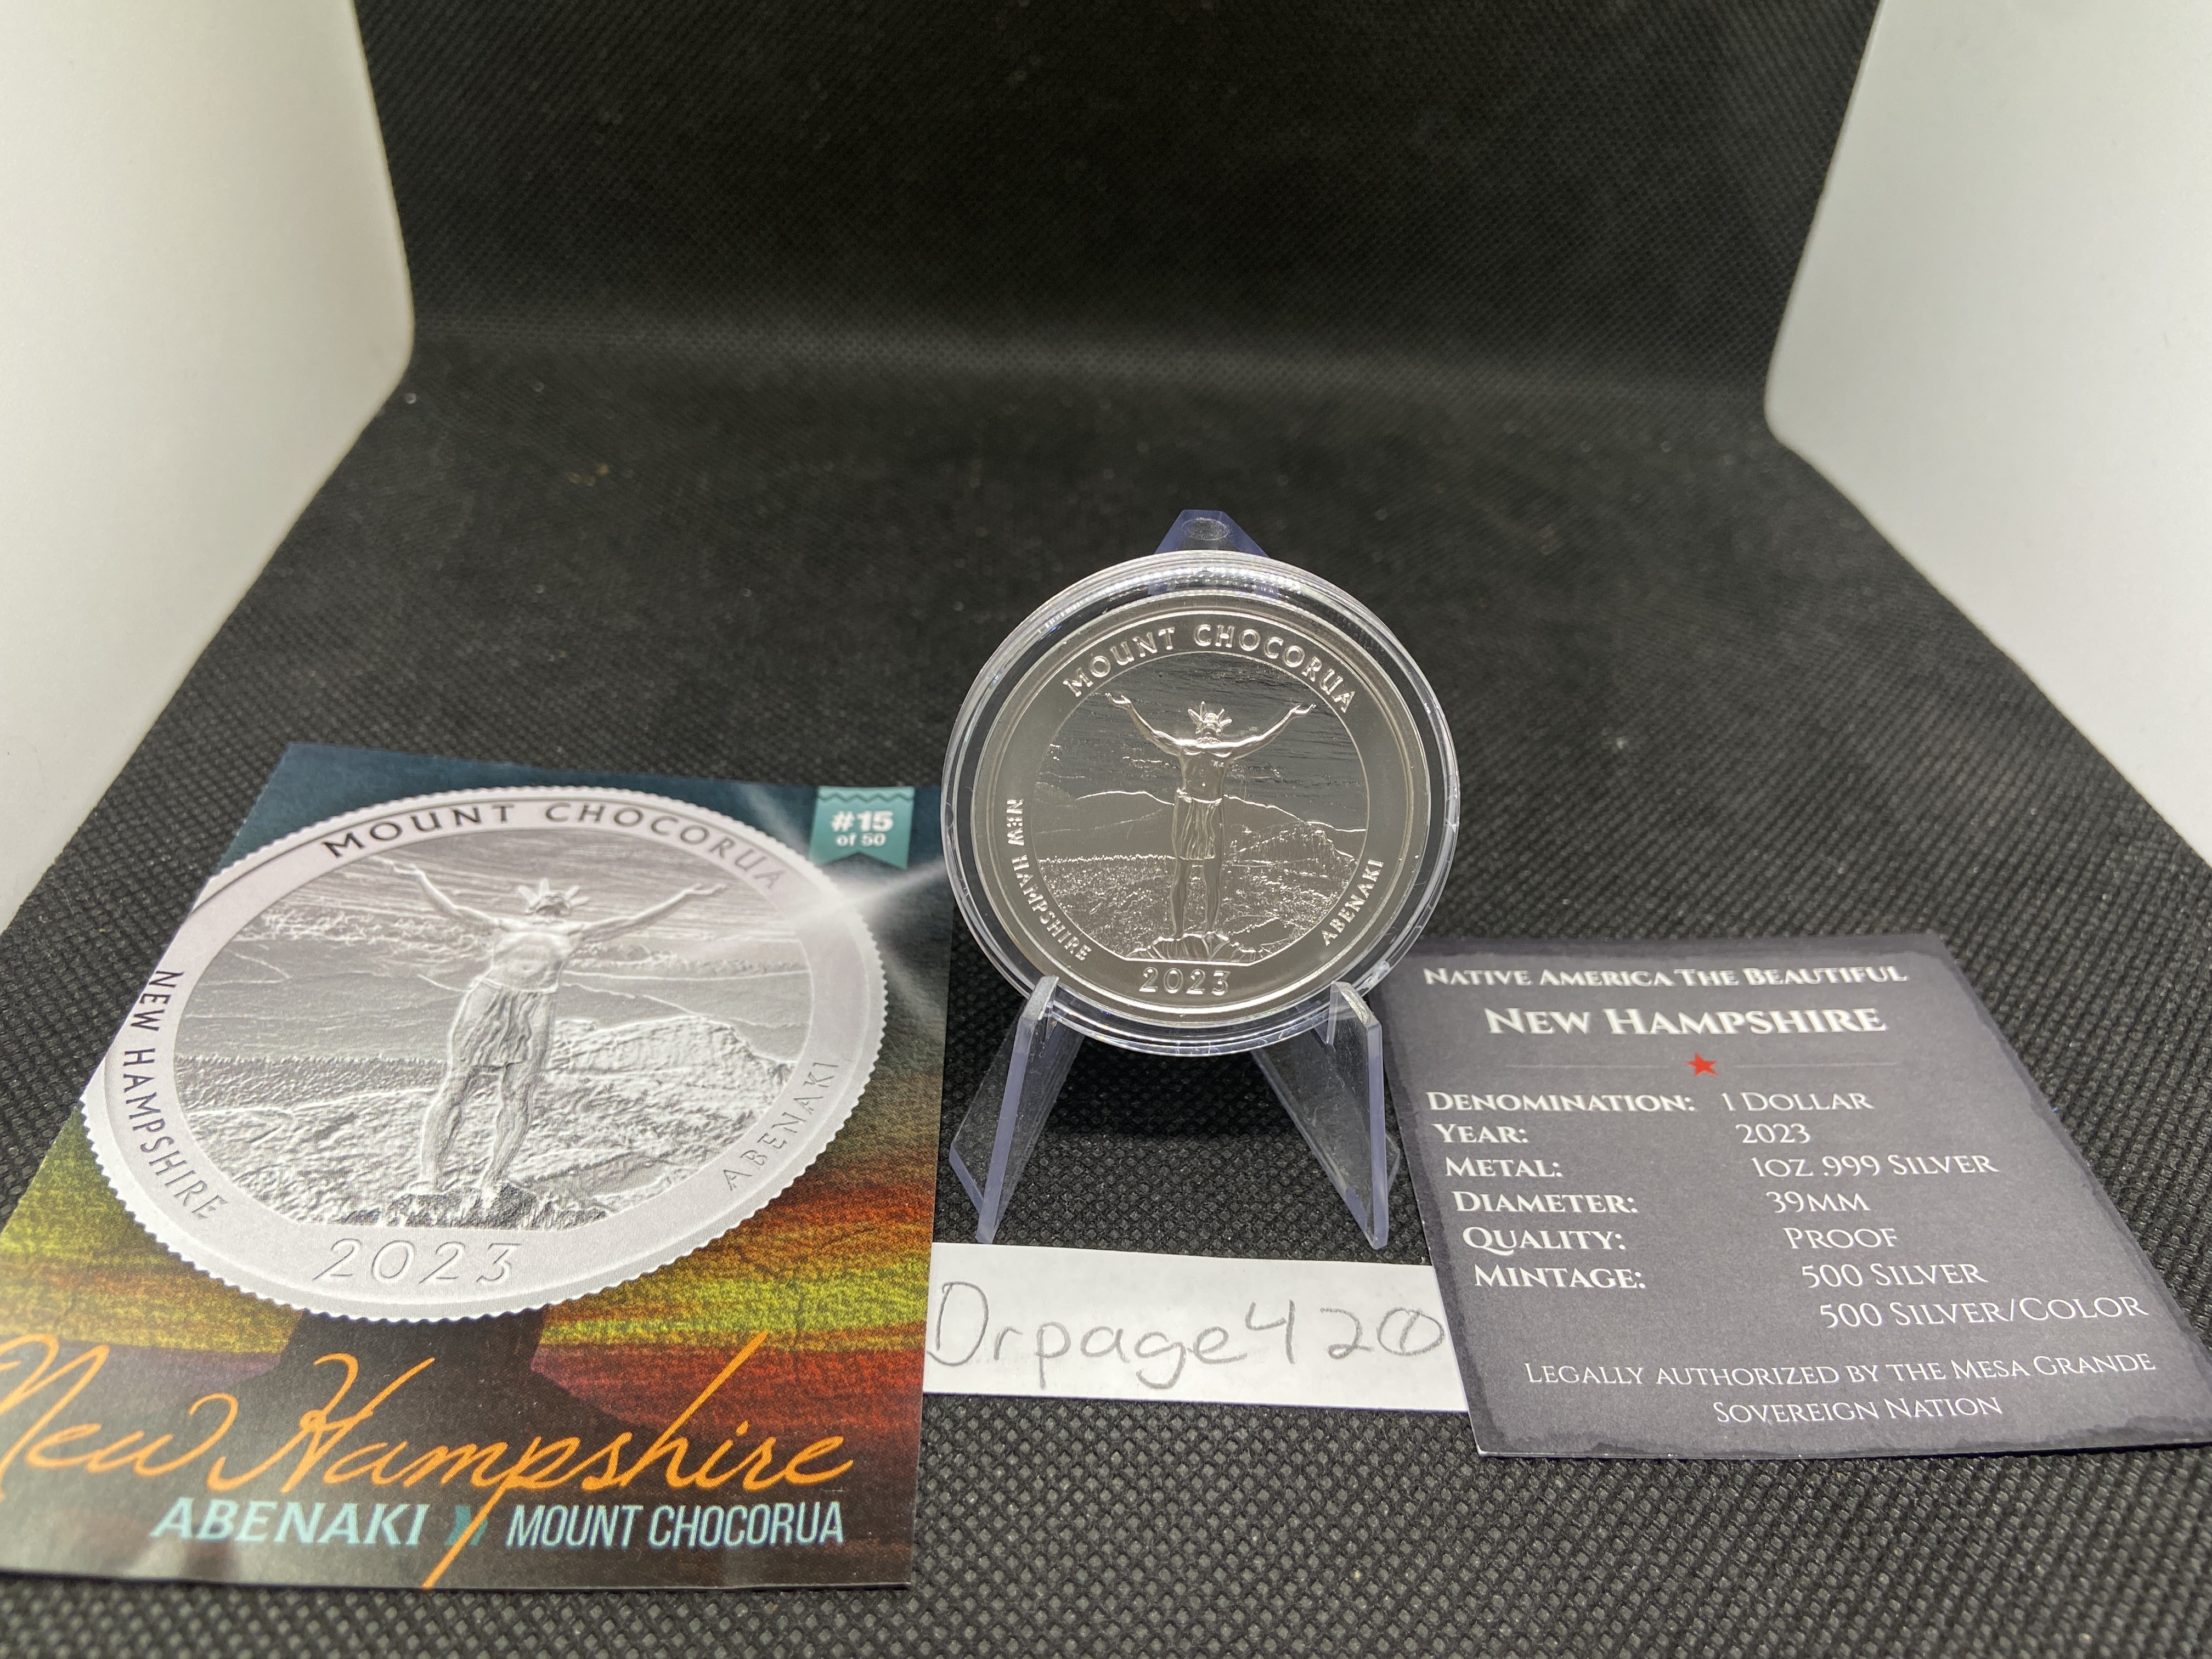 MOUNT CHOCORUA
NEW HAMPSHIRE
ABENAKI
2023
#15
of 50
New Hampshire
ABENAKI MOUNT CHOCORUA
MOUNT CHOCORUA
NEW HAMPSHIRE
ABENAKI
2023
Drpage420
NATIVE AMERICA THE BEAUTIFUL
NEW HAMPSHIRE
DENOMINATION: 1 DOLLAR
YEAR: 2023
METAL: 1OZ .999 SILVER
DIAMETER: 39MM
QUALITY: PROOF
MINTAGE: 500 SILVER
500 SILVER/COLOR
LEGALLY AUTHORIZED BY THE MESA GRANDE
SOVEREIGN NATION